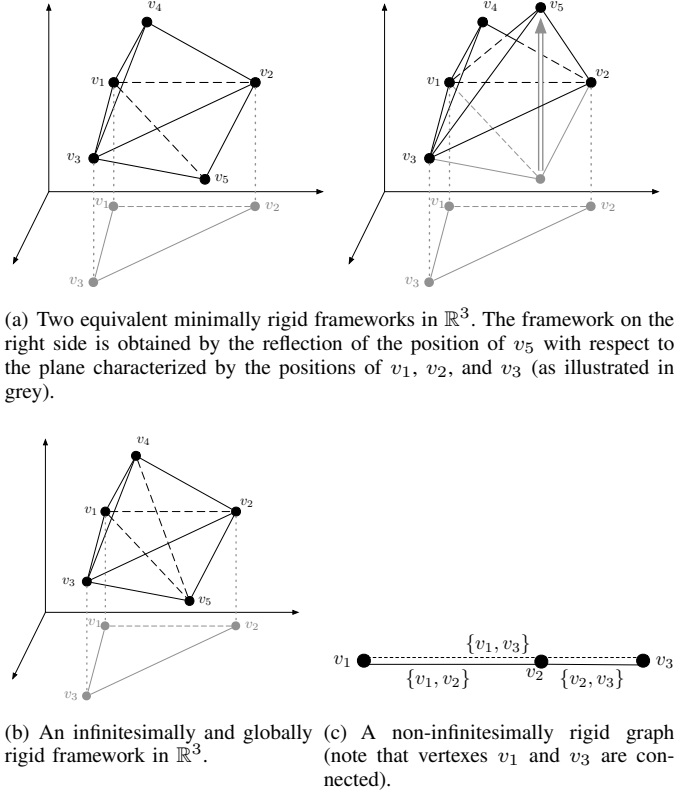 v4
v1
v2
v3
v5
v1
v2
v3
v5
v4
v1
v2
v3
v1
v2
v3
(a) Two equivalent minimally rigid frameworks in ℝ³. The framework on the
right side is obtained by the reflection of the position of v5 with respect to
the plane characterized by the positions of v1, v2, and v3 (as illustrated in
grey).
v4
v1
v2
v3
v5
v1
v2
v3
(b) An infinitesimally and globally
rigid framework in ℝ³.
{v1, v3}
v1
v2
v3
{v1, v2}
{v2, v3}
(c) A non-infinitesimally rigid graph
(note that vertexes v1 and v3 are con-
nected).